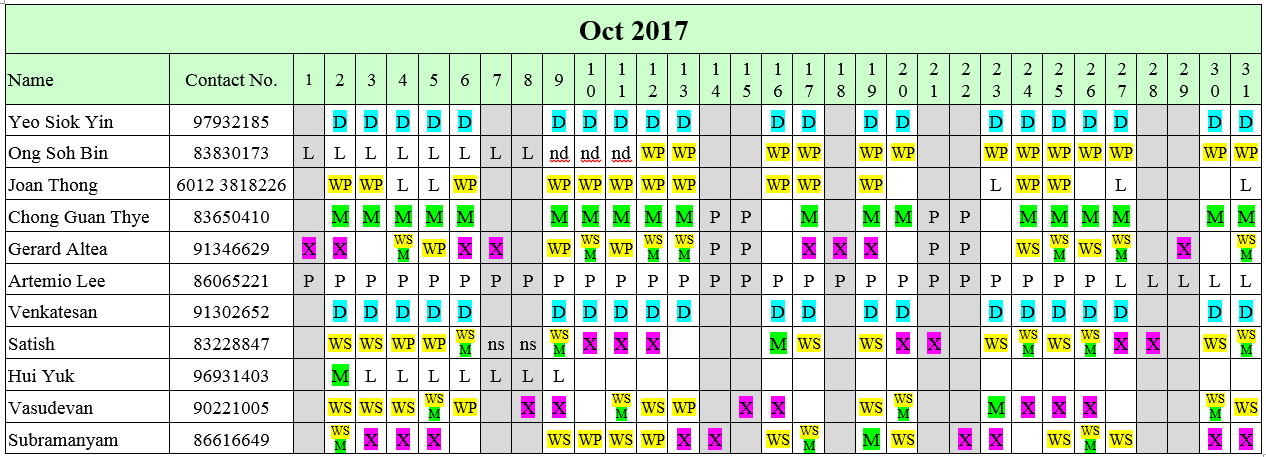 Oct 2017
Name Contact No. 1 2 3 4 5 6 7 8 9 10 11 12 13 14 15 16 17 18 19 20 21 22 23 24 25 26 27 28 29 30 31
Yeo Siok Yin 97932185 D D D D D D D D D D D D D D D D D D D D D
Ong Soh Bin 83830173 L L L L L L L L nd nd nd WP WP WP WP WP WP WP WP WP WP WP WP WP
Joan Thong 6012 3818226 WP WP L L WP WP WP WP WP WP WP WP WP L WP WP L L
Chong Guan Thye 83650410 M M M M M M M M M M P P M M M P P M M M M M M
Gerard Altea 91346629 X X WS M WP X X WP WS M WP WS M WS M P P X X X P P WS WS M WS WS M X WS M
Artemio Lee 86065221 P P P P P P P P P P P P P P P P P P P P P P P P P P L L L L L
Venkatesan 91302652 D D D D D D D D D D D D D D D D D D D D D
Satish 83228847 WS WS WP WP WS M ns ns WS M X X X M WS WS X X WS WS M WS WS M X X WS WS M
Hui Yuk 96931403 M L L L L L L L
Vasudevan 90221005 WS WS WS WS M WP X X WS M WS WP X X WS WS M M X X X WS M WS
Subramanyam 86616649 WS M X X X WS WP WS WP X X WS WS M M WS X X WS WS M WS X X